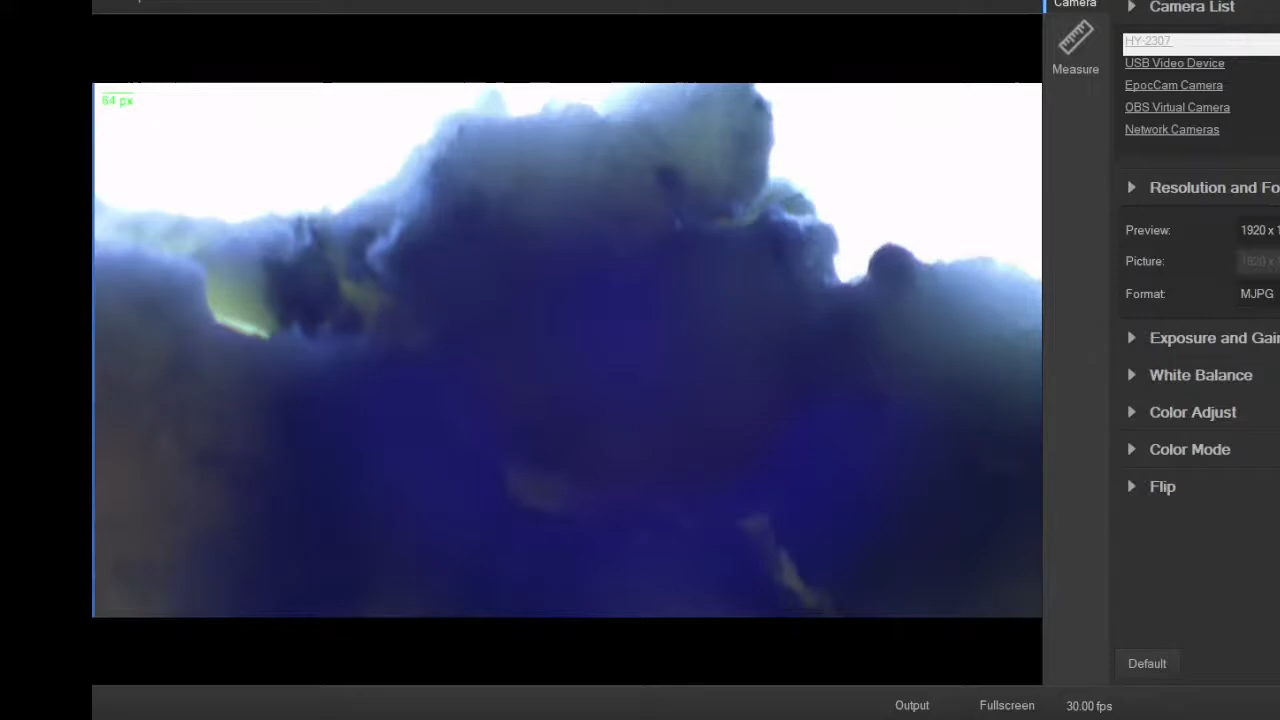 Camera
Camera List
HY-2307
Measure
USB Video Device
EpocCam Camera
OBS Virtual Camera
Network Cameras
64 px
Resolution and Fo
Preview:
1920 x 1
Picture:
1920 x
Format:
MJPG
Exposure and Gai
White Balance
Color Adjust
Color Mode
Flip
Default
Output
Fullscreen
30.00 fps